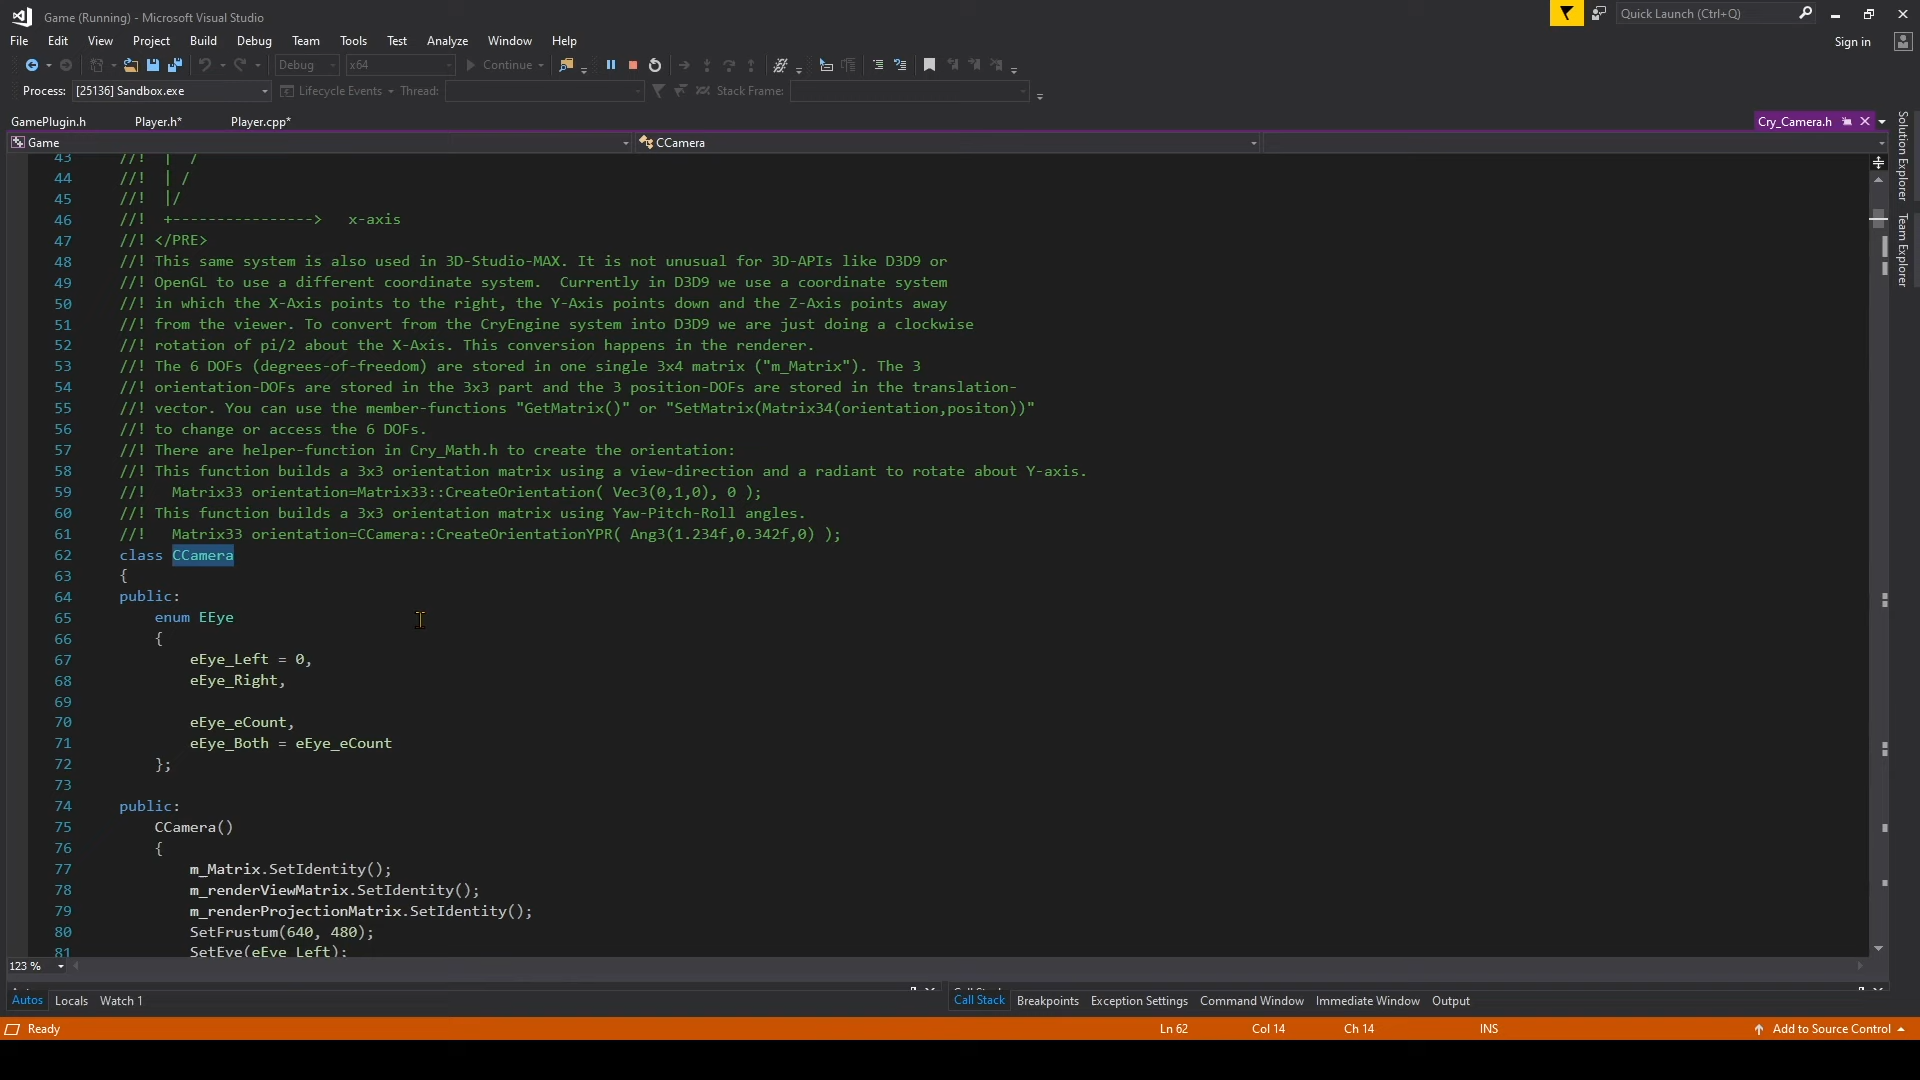 Game (Running) - Microsoft Visual Studio
Quick Launch (Ctrl+Q)
File Edit View Project Build Debug Team Tools Test Analyze Window Help
Sign in
Debug x64 Continue
Process: [25136] Sandbox.exe Lifecycle Events Thread: Stack Frame:
GamePlugin.h Player.h* Player.cpp* Cry_Camera.h
Game CCamera
Solution Explorer
Team Explorer
43 //! | /
44 //! | /
45 //! |/
46 //! +----------------> x-axis
47 //! </PRE>
48 //! This same system is also used in 3D-Studio-MAX. It is not unusual for 3D-APIs like D3D9 or
49 //! OpenGL to use a different coordinate system.  Currently in D3D9 we use a coordinate system
50 //! in which the X-Axis points to the right, the Y-Axis points down and the Z-Axis points away
51 //! from the viewer. To convert from the CryEngine system into D3D9 we are just doing a clockwise
52 //! rotation of pi/2 about the X-Axis. This conversion happens in the renderer.
53 //! The 6 DOFs (degrees-of-freedom) are stored in one single 3x4 matrix ("m_Matrix"). The 3
54 //! orientation-DOFs are stored in the 3x3 part and the 3 position-DOFs are stored in the translation-
55 //! vector. You can use the member-functions "GetMatrix()" or "SetMatrix(Matrix34(orientation,positon))"
56 //! to change or access the 6 DOFs.
57 //! There are helper-function in Cry_Math.h to create the orientation:
58 //! This function builds a 3x3 orientation matrix using a view-direction and a radiant to rotate about Y-axis.
59 //!   Matrix33 orientation=Matrix33::CreateOrientation( Vec3(0,1,0), 0 );
60 //! This function builds a 3x3 orientation matrix using Yaw-Pitch-Roll angles.
61 //!   Matrix33 orientation=CCamera::CreateOrientationYPR( Ang3(1.234f,0.342f,0) );
62 class CCamera
63 {
64 public:
65 enum EEye
66 {
67 eEye_Left = 0,
68 eEye_Right,
69
70 eEye_eCount,
71 eEye_Both = eEye_eCount
72 };
73
74 public:
75 CCamera()
76 {
77 m_Matrix.SetIdentity();
78 m_renderViewMatrix.SetIdentity();
79 m_renderProjectionMatrix.SetIdentity();
80 SetFrustum(640, 480);
81 SetEye(eEye_Left);
123 %
Autos Locals Watch 1 Call Stack Breakpoints Exception Settings Command Window Immediate Window Output
Ready Ln 62 Col 14 Ch 14 INS Add to Source Control